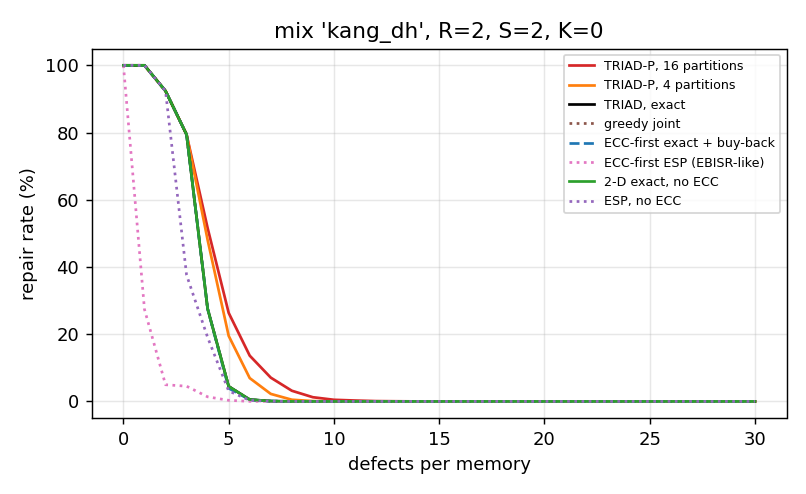 mix 'kang_dh', R=2, S=2, K=0
repair rate (%)
100
80
60
40
20
0
TRIAD-P, 16 partitions
TRIAD-P, 4 partitions
TRIAD, exact
greedy joint
ECC-first exact + buy-back
ECC-first ESP (EBISR-like)
2-D exact, no ECC
ESP, no ECC
0 5 10 15 20 25 30
defects per memory